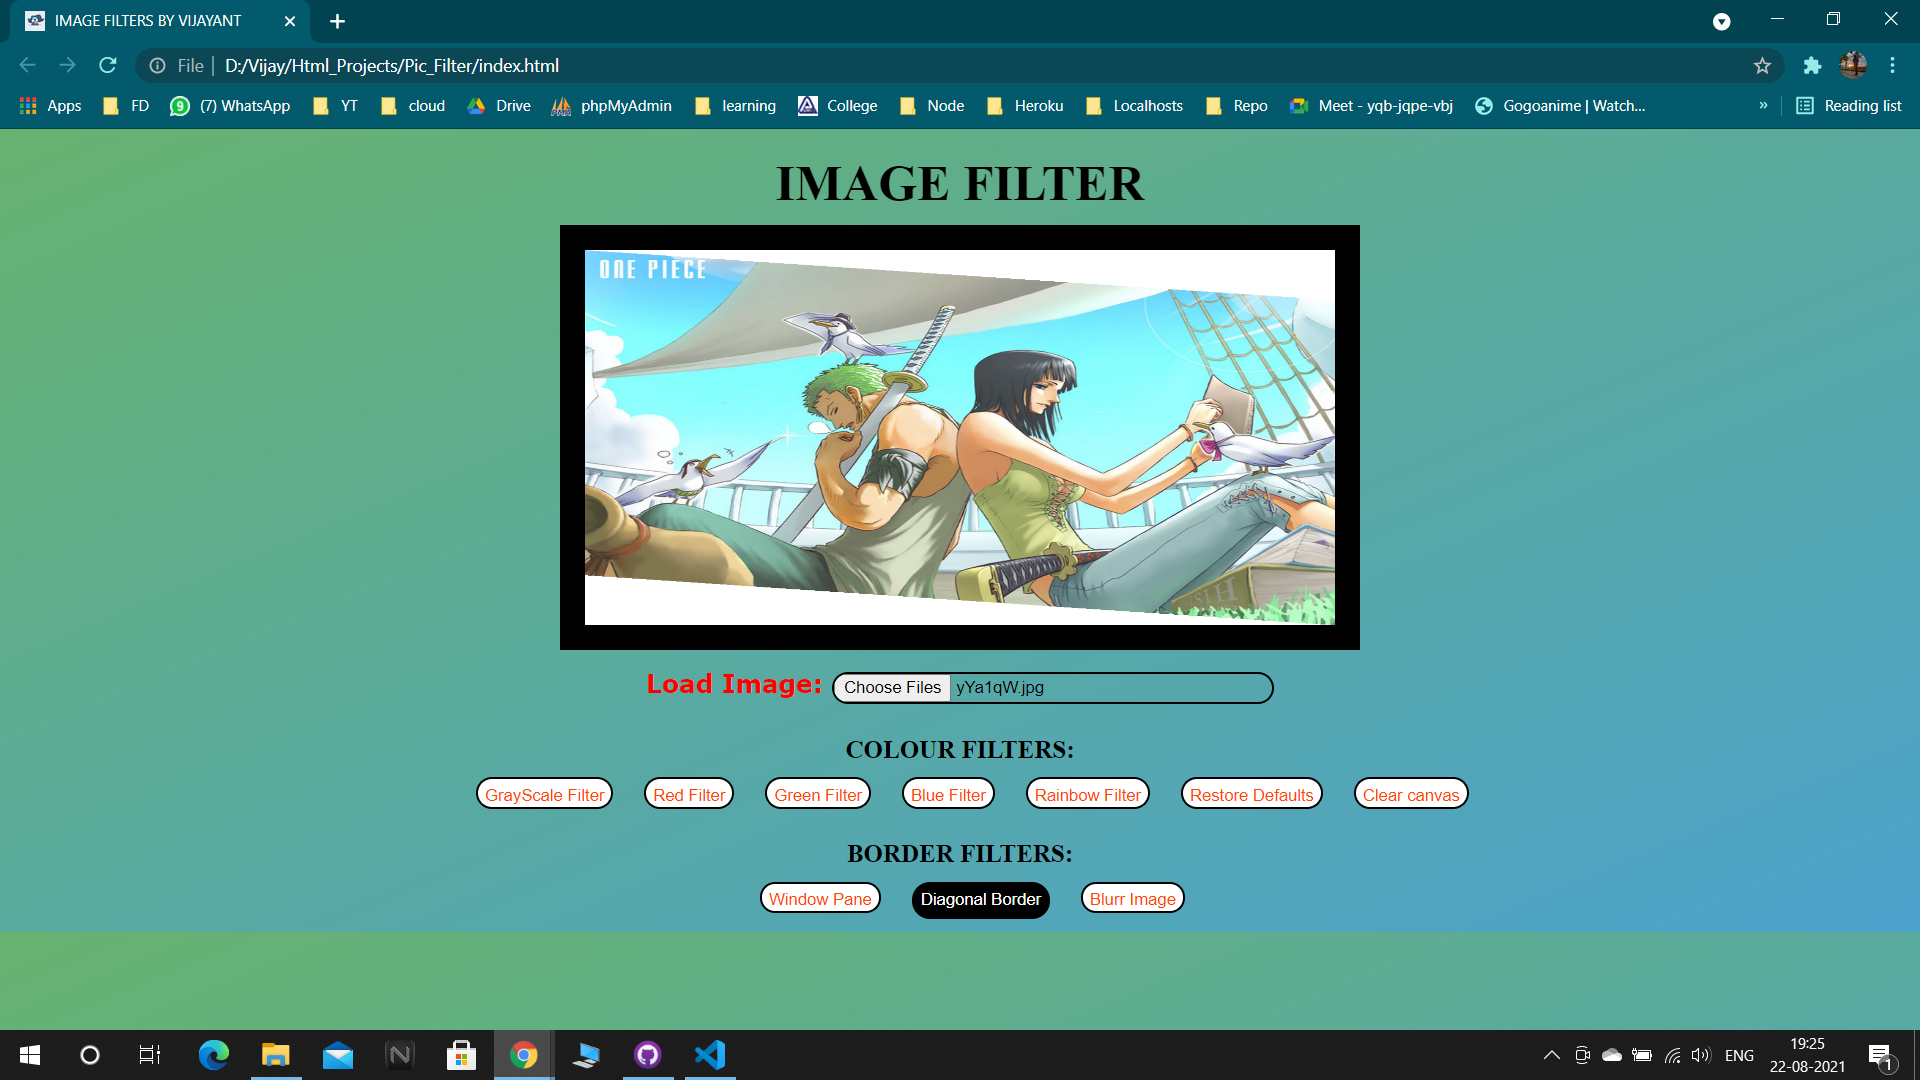 IMAGE FILTERS BY VIJAYANT
File | D:/Vijay/Html_Projects/Pic_Filter/index.html
Apps FD (7) WhatsApp YT cloud Drive phpMyAdmin learning College Node Heroku Localhosts Repo Meet - yqb-jqpe-vbj Gogoanime | Watch... » Reading list
IMAGE FILTER
ONE PIECE
Load Image: Choose Files yYa1qW.jpg
COLOUR FILTERS:
GrayScale Filter Red Filter Green Filter Blue Filter Rainbow Filter Restore Defaults Clear canvas
BORDER FILTERS:
Window Pane Diagonal Border Blurr Image
ENG
19:25
22-08-2021
1